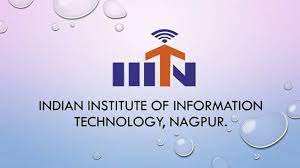 IIITN
INDIAN INSTITUTE OF INFORMATION
TECHNOLOGY, NAGPUR.